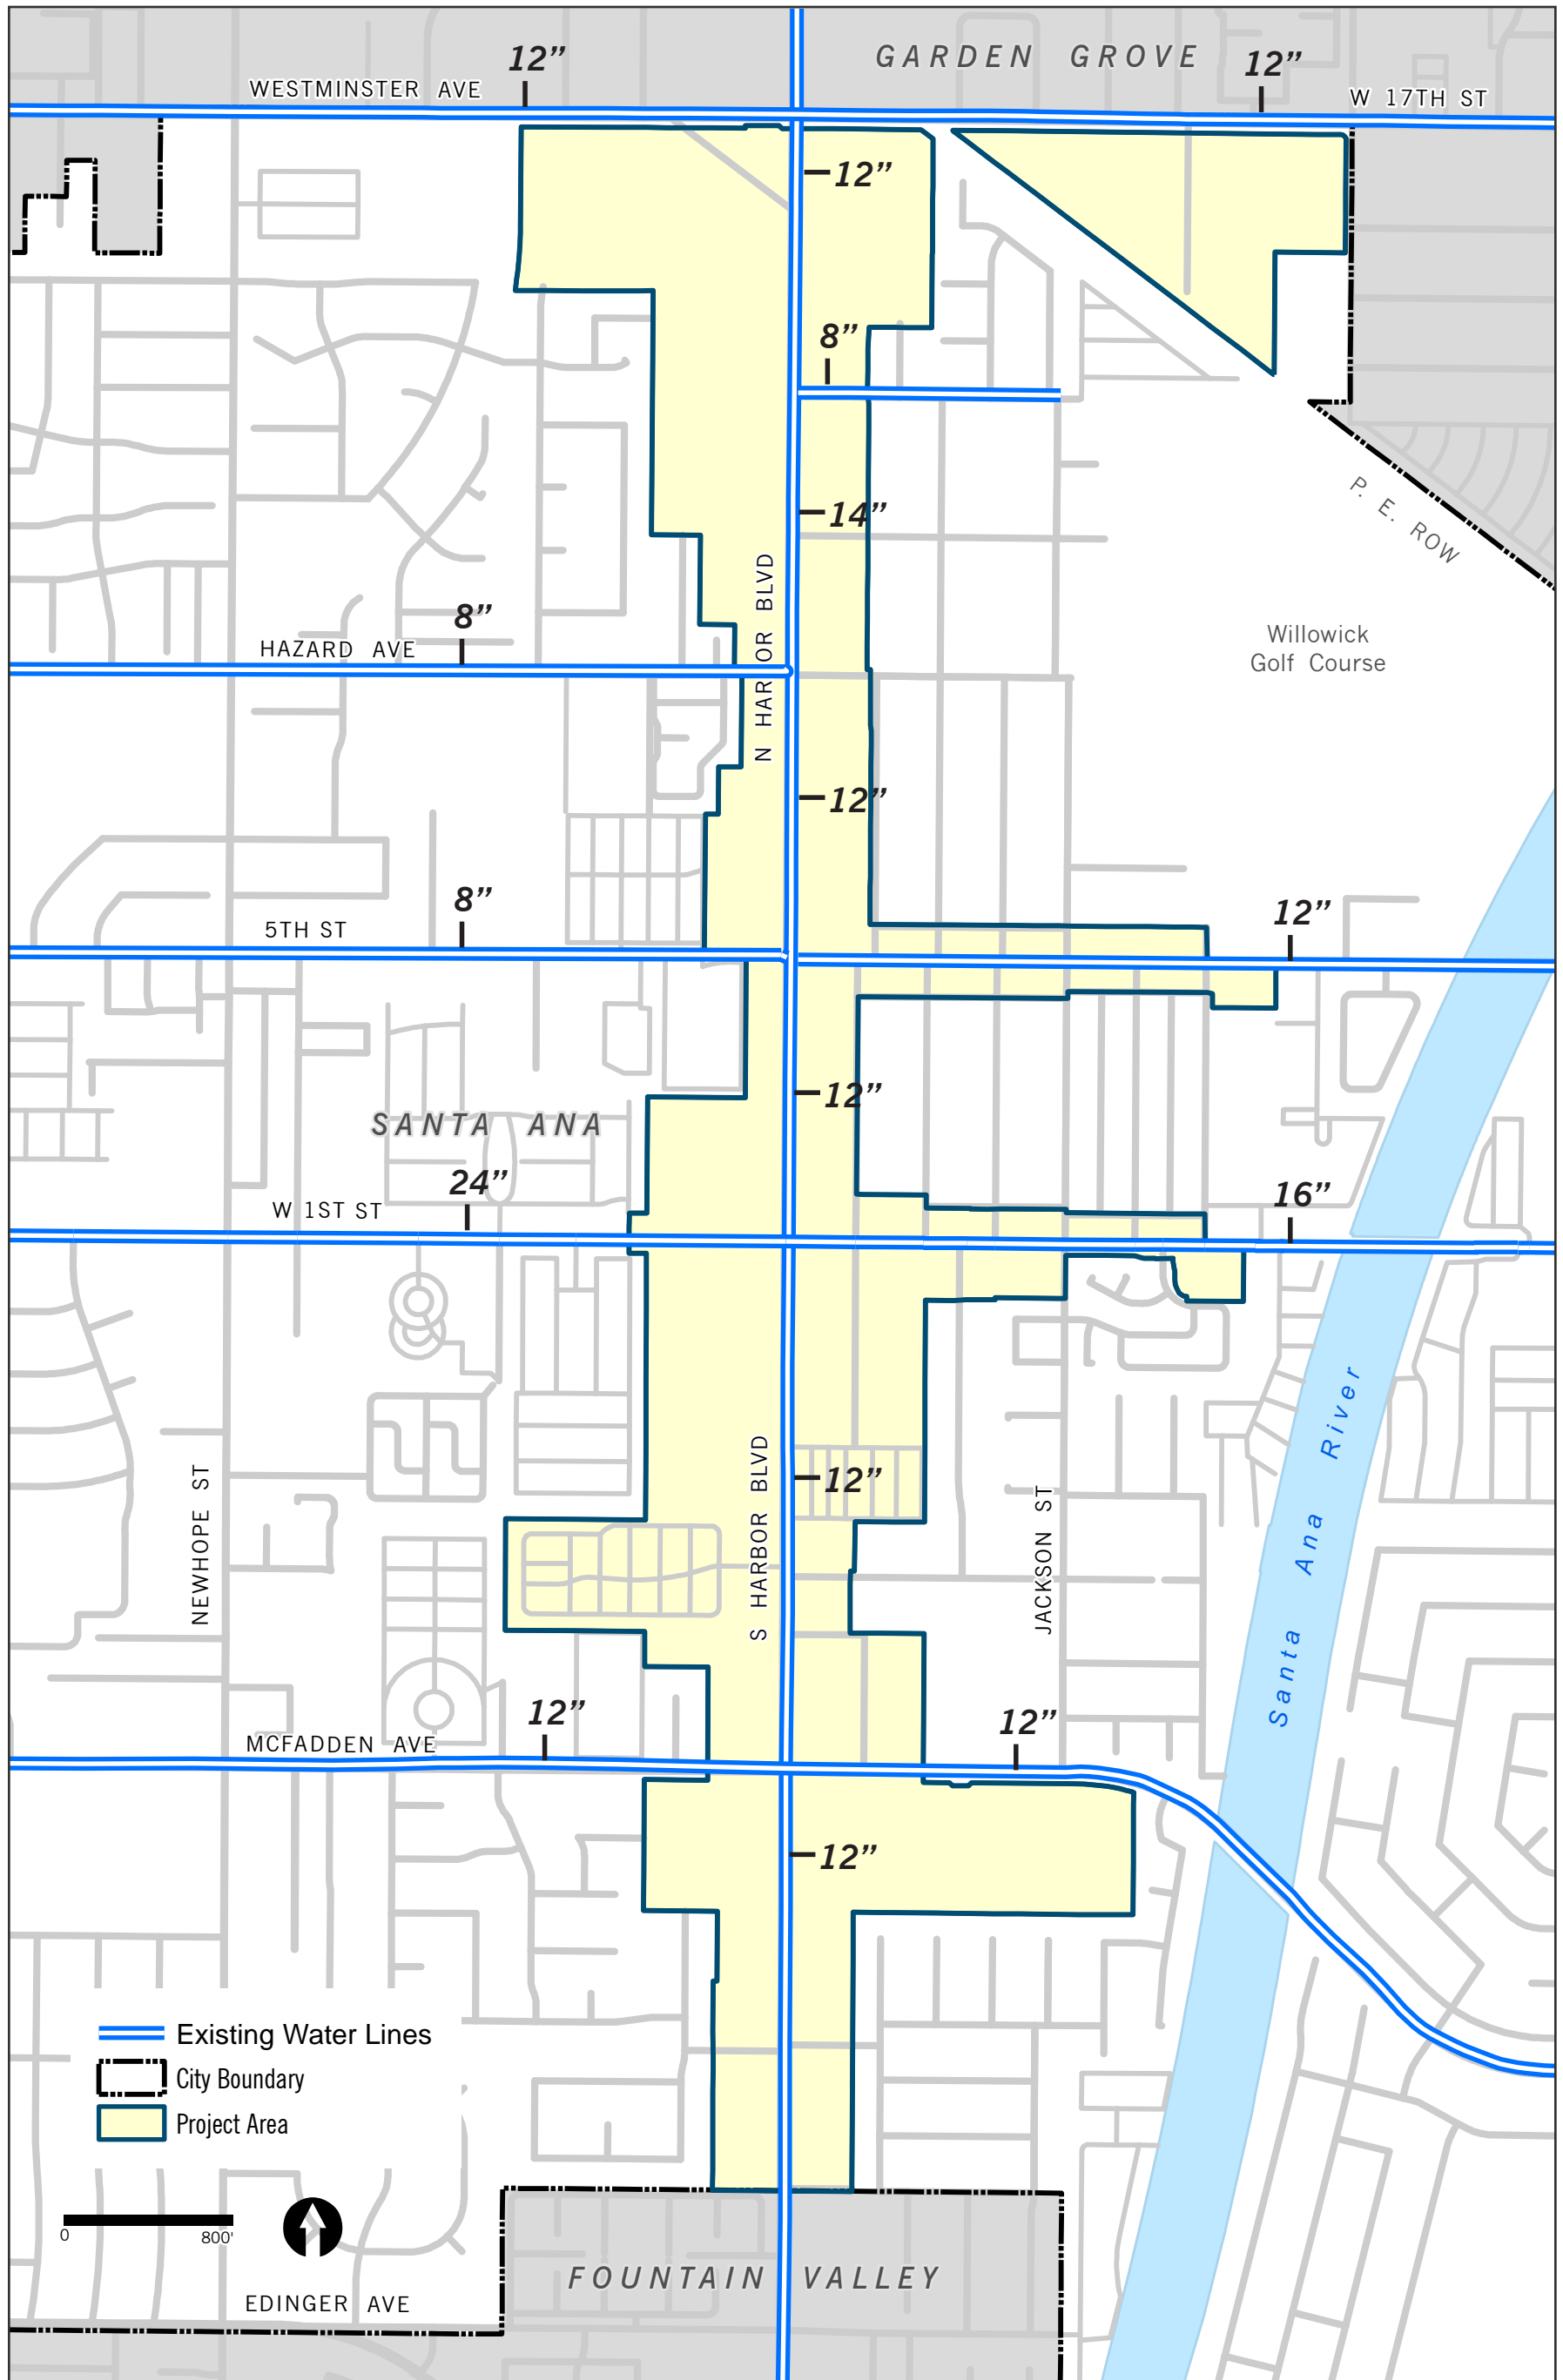 12”
GARDEN GROVE
12”
WESTMINSTER AVE
W 17TH ST
12”
8”
P. E. ROW
14”
N HARBOR BLVD
8”
HAZARD AVE
Willowick
Golf Course
12”
8”
5TH ST
12”
12”
SANTA ANA
24”
W 1ST ST
16”
Santa Ana River
12”
NEWHOPE ST
S HARBOR BLVD
JACKSON ST
12”
12”
MCFADDEN AVE
12”
Existing Water Lines
City Boundary
Project Area
0 800'
FOUNTAIN VALLEY
EDINGER AVE